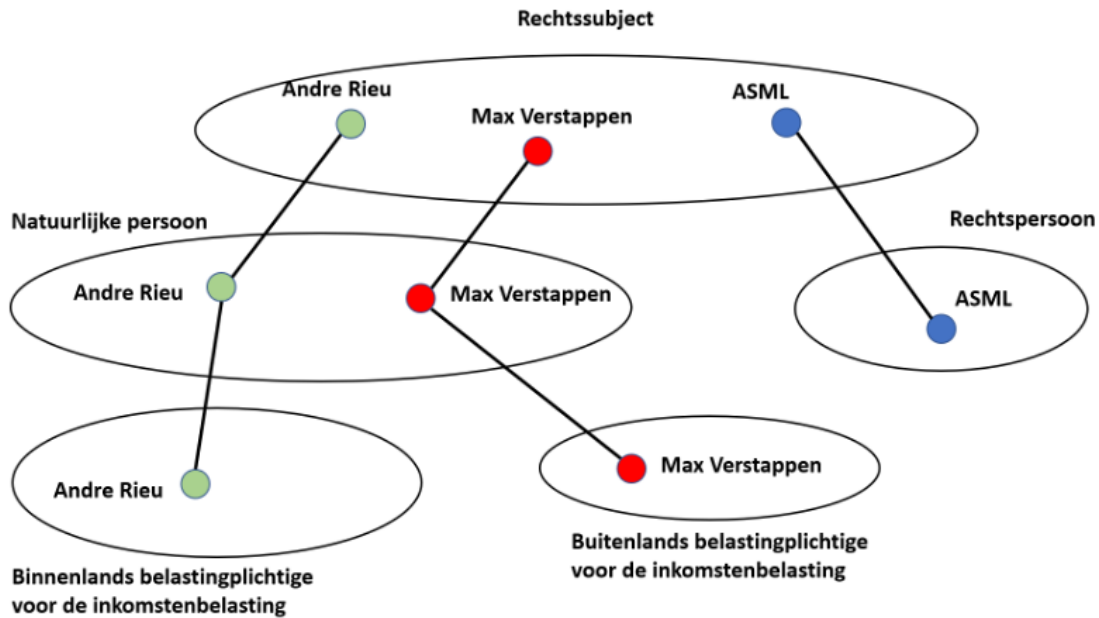 Rechtssubject
Andre Rieu
Max Verstappen
ASML
Natuurlijke persoon
Rechtspersoon
Andre Rieu
Max Verstappen
ASML
Andre Rieu
Max Verstappen
Buitenlands belastingplichtige
voor de inkomstenbelasting
Binnenlands belastingplichtige
voor de inkomstenbelasting